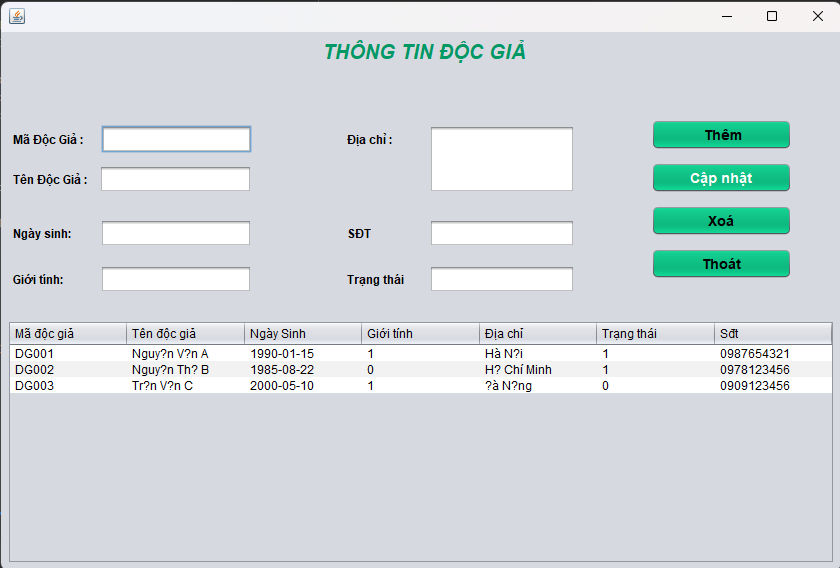 THÔNG TIN ĐỘC GIẢ
Mã Độc Giả :
Địa chỉ :
Thêm
Tên Độc Giả :
Cập nhật
Ngày sinh:
SĐT
Xoá
Giới tính:
Trạng thái
Thoát
Mã độc giả Tên độc giả Ngày Sinh Giới tính Địa chỉ Trạng thái Sđt
DG001 Nguy?n V?n A 1990-01-15 1 Hà N?i 1 0987654321
DG002 Nguy?n Th? B 1985-08-22 0 H? Chí Minh 1 0978123456
DG003 Tr?n V?n C 2000-05-10 1 ?à N?ng 0 0909123456